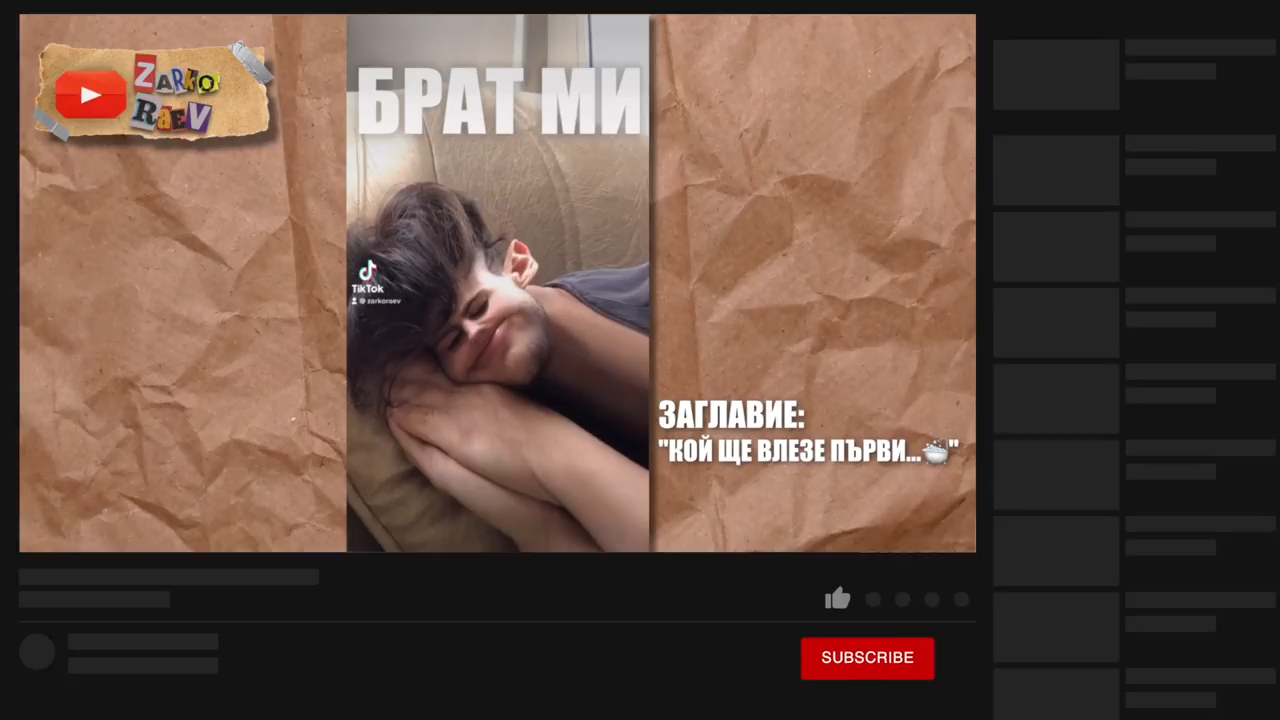 ZARKO
RAEV
БРАТ МИ
TikTok
@ zarkoraev
ЗАГЛАВИЕ:
"КОЙ ЩЕ ВЛЕЗЕ ПЪРВИ...🛁"
SUBSCRIBE